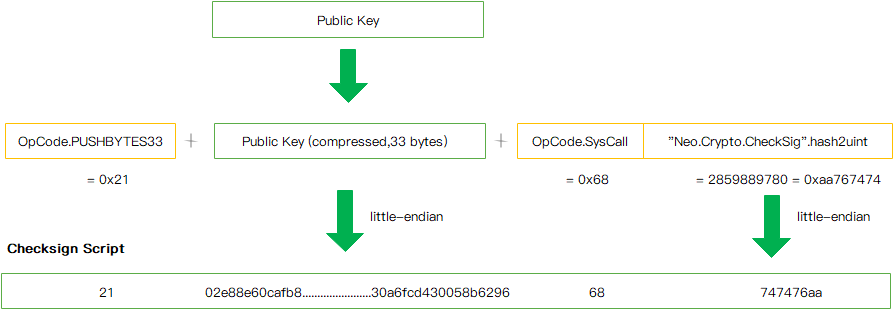 Public Key
OpCode.PUSHBYTES33 + Public Key (compressed,33 bytes) + OpCode.SysCall "Neo.Crypto.CheckSig".hash2uint
= 0x21 = 0x68 = 2859889780 = 0xaa767474
little-endian little-endian
Checksign Script
21 02e88e60cafb8.......................30a6fcd430058b6296 68 747476aa